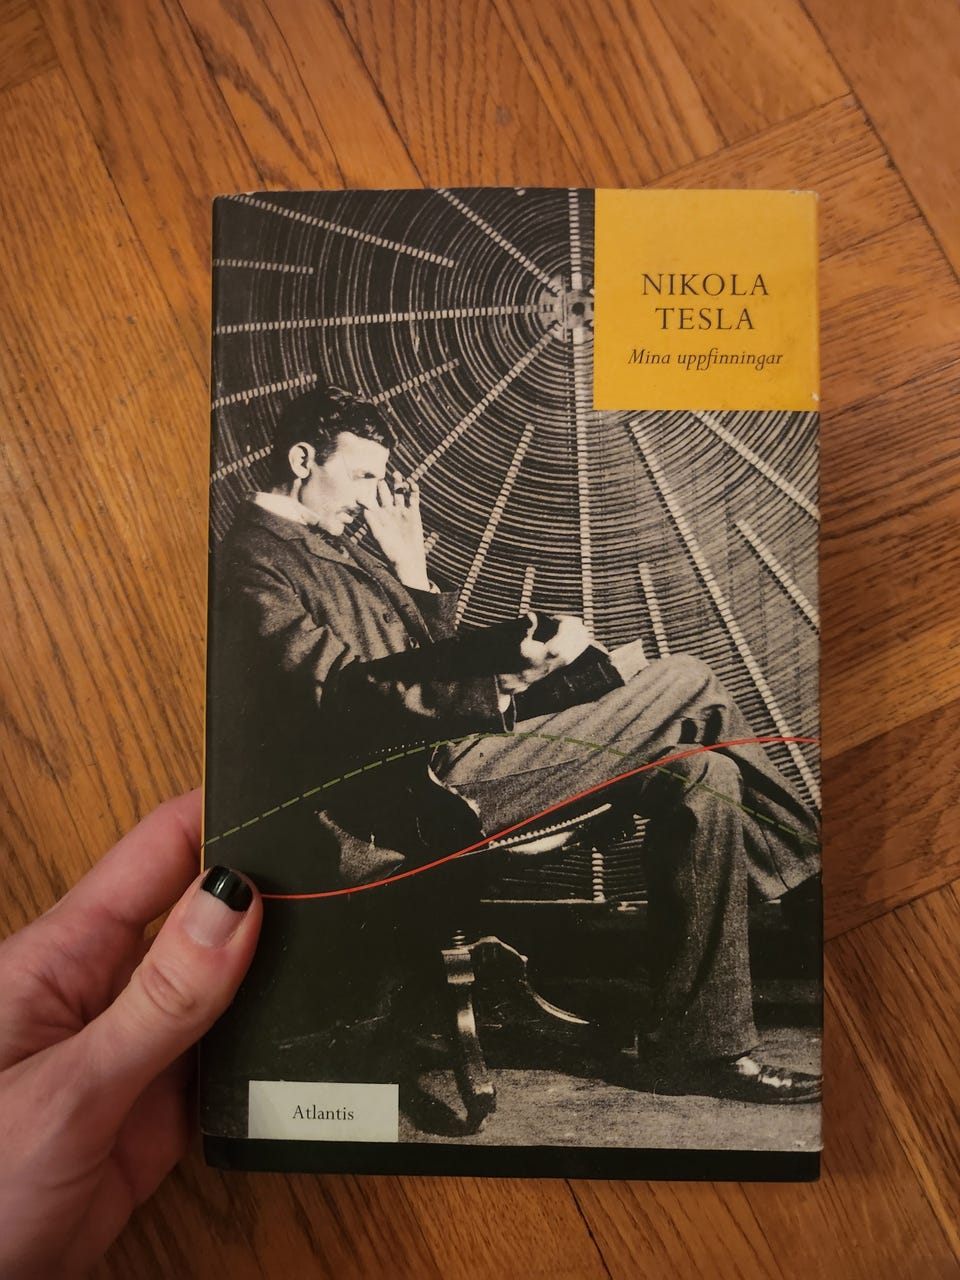 NIKOLA
TESLA
Mina uppfinningar
Atlantis